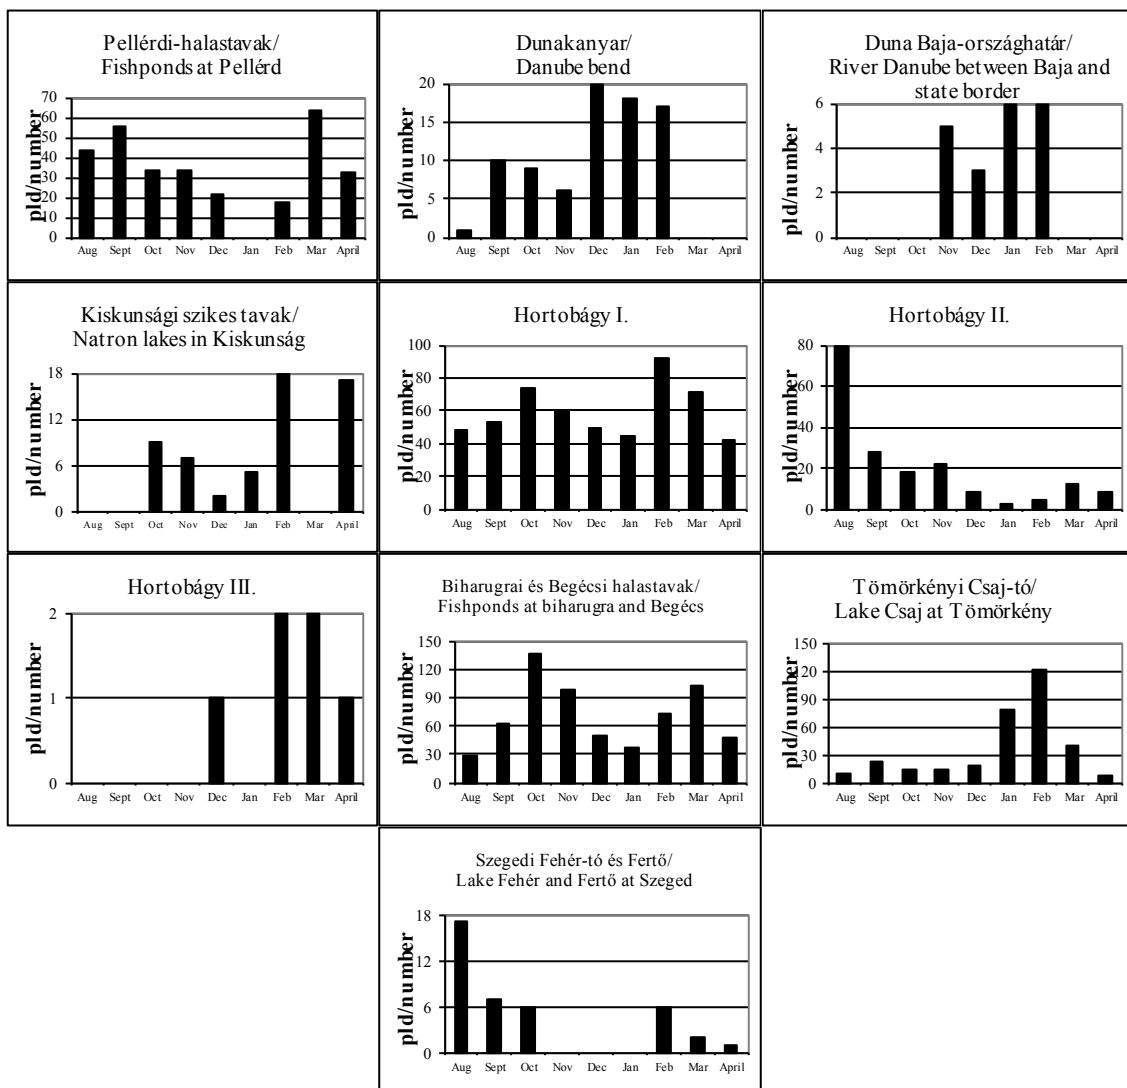 Pellérdi-halastavak/
Fishponds at Pellérd
pld/number
70
60
50
40
30
20
10
0
Aug Sept Oct Nov Dec Jan Feb Mar April
Dunakanyar/
Danube bend
pld/number
20
15
10
5
0
Aug Sept Oct Nov Dec Jan Feb Mar April
Duna Baja-országhatár/
River Danube between Baja and
state border
pld/number
6
4
2
0
Aug Sept Oct Nov Dec Jan Feb Mar April
Kiskunsági szikes tavak/
Natron lakes in Kiskunság
pld/number
18
12
6
0
Aug Sept Oct Nov Dec Jan Feb Mar April
Hortobágy I.
pld/number
100
80
60
40
20
0
Aug Sept Oct Nov Dec Jan Feb Mar April
Hortobágy II.
pld/number
80
60
40
20
0
Aug Sept Oct Nov Dec Jan Feb Mar April
Hortobágy III.
pld/number
2
1
0
Aug Sept Oct Nov Dec Jan Feb Mar April
Biharugrai és Begécsi halastavak/
Fishponds at biharugra and Begécs
pld/number
150
120
90
60
30
0
Aug Sept Oct Nov Dec Jan Feb Mar April
Tömörkényi Csaj-tó/
Lake Csaj at Tömörkény
pld/number
150
120
90
60
30
0
Aug Sept Oct Nov Dec Jan Feb Mar April
Szegedi Fehér-tó és Fertő/
Lake Fehér and Fertő at Szeged
pld/number
18
12
6
0
Aug Sept Oct Nov Dec Jan Feb Mar April